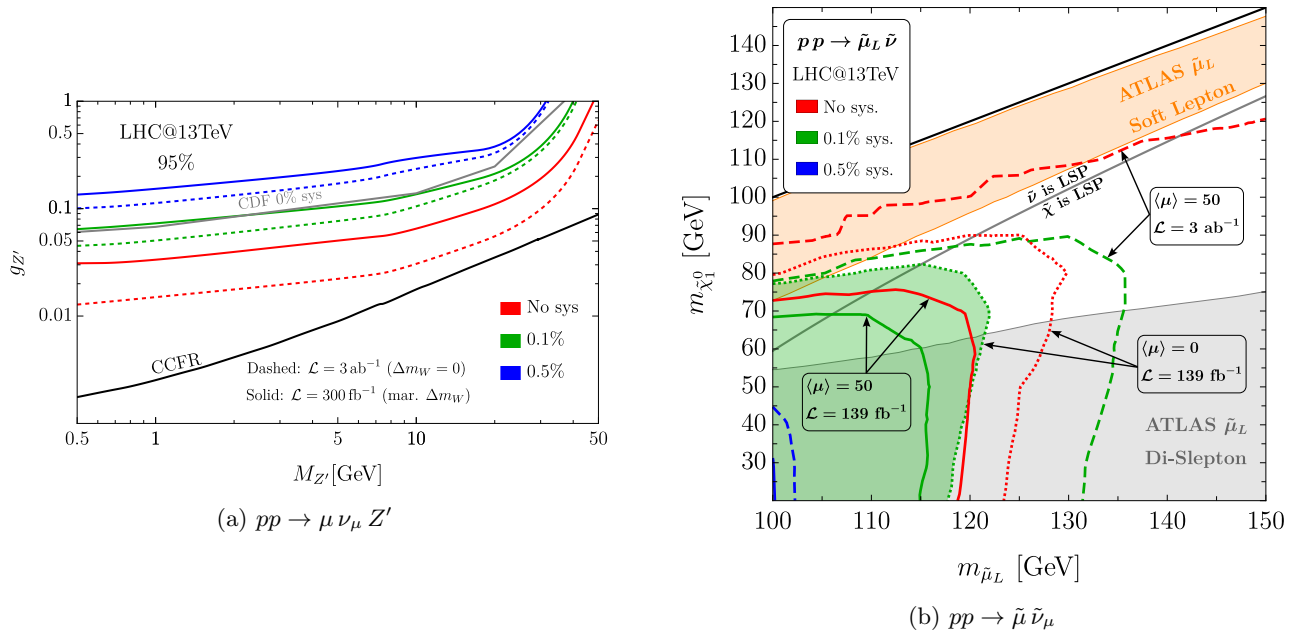 1
0.5
0.1
0.05
0.01
g_{Z'}
LHC@13TeV
95%
CDF 0% sys
CCFR
No sys
0.1%
0.5%
Dashed: ℒ = 3 ab⁻¹ (Δm_W = 0)
Solid: ℒ = 300 fb⁻¹ (mar. Δm_W)
0.5 1 5 10 50
M_{Z'}[GeV]
(a) pp → μ ν_μ Z′
140
130
120
110
100
90
80
70
60
50
40
30
m_{χ̃₁⁰} [GeV]
p p → μ̃_L ν̃
LHC@13TeV
No sys.
0.1% sys.
0.5% sys.
ATLAS μ̃_L
Soft Lepton
ν̃ is LSP
χ̃ is LSP
⟨μ⟩ = 50
ℒ = 3 ab⁻¹
⟨μ⟩ = 0
ℒ = 139 fb⁻¹
⟨μ⟩ = 50
ℒ = 139 fb⁻¹
ATLAS μ̃_L
Di-Slepton
100 110 120 130 140 150
m_{μ̃_L} [GeV]
(b) pp → μ̃ ν̃_μ